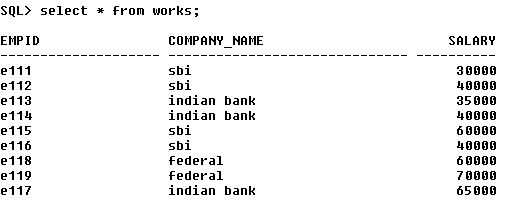 SQL> select * from works;
EMPID COMPANY_NAME SALARY
-------------------- ------------------------------ ----------
e111 sbi 30000
e112 sbi 40000
e113 indian bank 35000
e114 indian bank 40000
e115 sbi 60000
e116 sbi 40000
e118 federal 60000
e119 federal 70000
e117 indian bank 65000